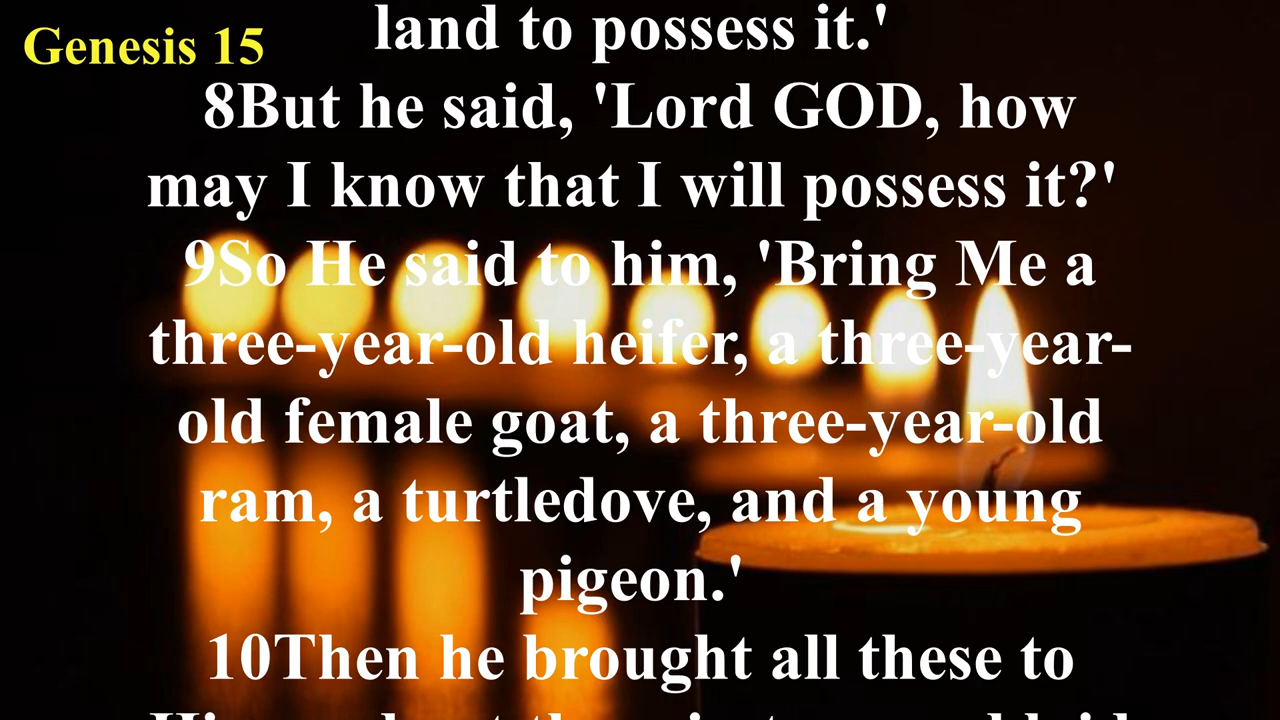 Genesis 15
land to possess it.'
8But he said, 'Lord GOD, how
may I know that I will possess it?'
9So He said to him, 'Bring Me a
three-year-old heifer, a three-year-
old female goat, a three-year-old
ram, a turtledove, and a young
pigeon.'
10Then he brought all these to